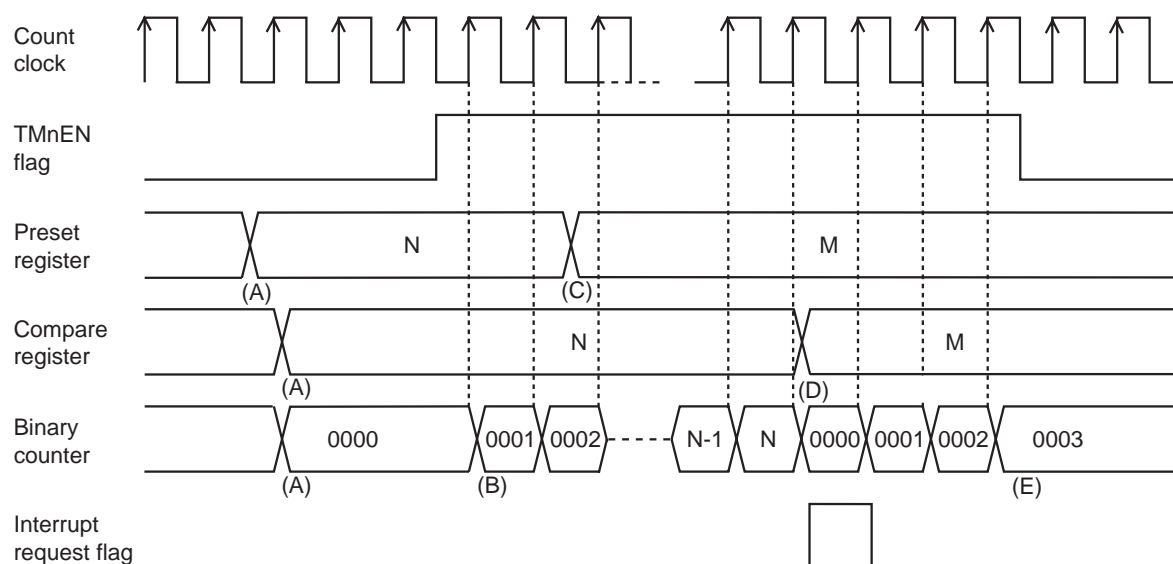 Count
clock
TMnEN
flag
Preset
register
N
M
(A)
(C)
Compare
register
N
M
(A)
(D)
Binary
counter
0000
0001
0002
N-1
N
0000
0001
0002
0003
(A)
(B)
(E)
Interrupt
request flag